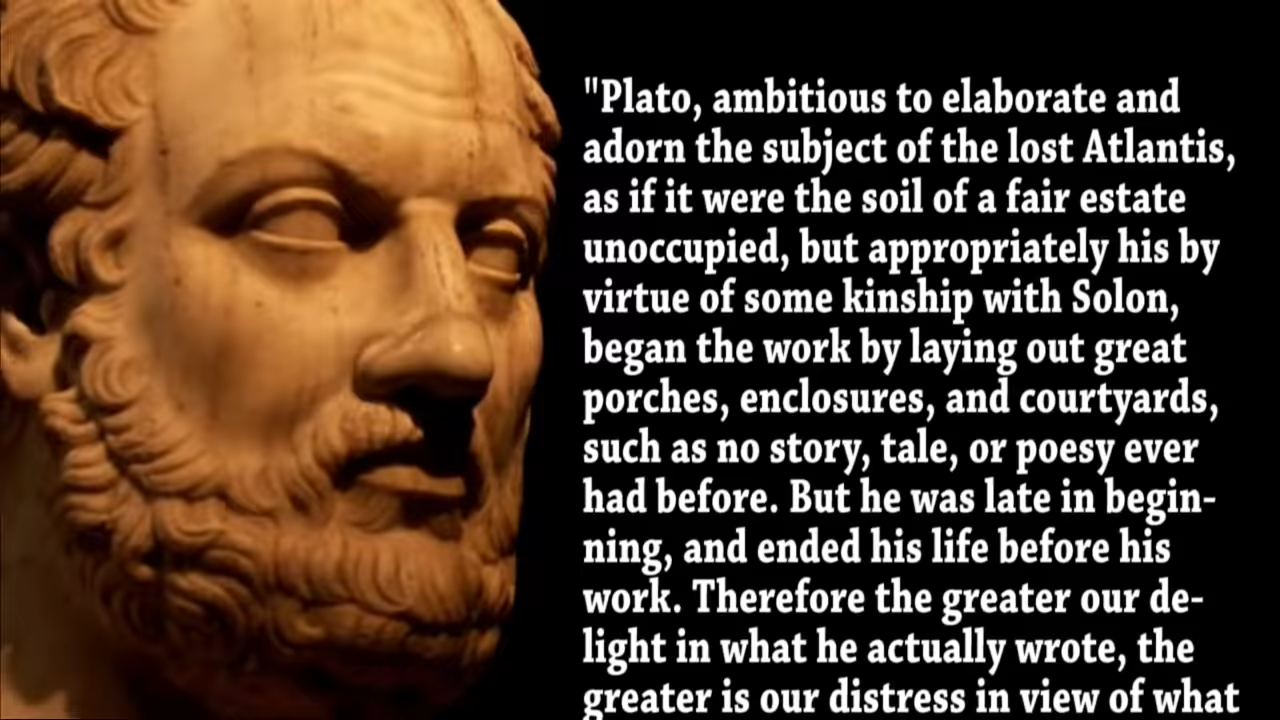 "Plato, ambitious to elaborate and
adorn the subject of the lost Atlantis,
as if it were the soil of a fair estate
unoccupied, but appropriately his by
virtue of some kinship with Solon,
began the work by laying out great
porches, enclosures, and courtyards,
such as no story, tale, or poesy ever
had before. But he was late in begin-
ning, and ended his life before his
work. Therefore the greater our de-
light in what he actually wrote, the
greater is our distress in view of what